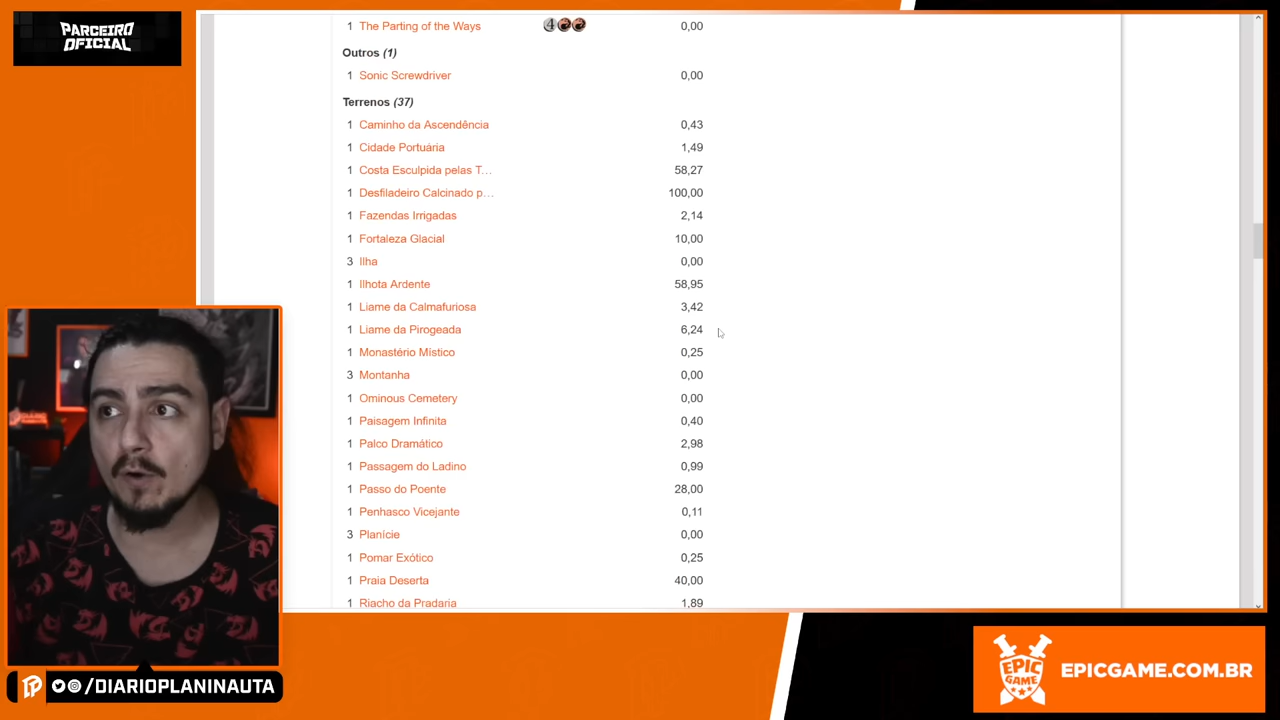 PARCEIRO
OFICIAL
1 The Parting of the Ways 4 0,00
Outros (1)
1 Sonic Screwdriver 0,00
Terrenos (37)
1 Caminho da Ascendência 0,43
1 Cidade Portuária 1,49
1 Costa Esculpida pelas T... 58,27
1 Desfiladeiro Calcinado p... 100,00
1 Fazendas Irrigadas 2,14
1 Fortaleza Glacial 10,00
3 Ilha 0,00
1 Ilhota Ardente 58,95
1 Liame da Calmafuriosa 3,42
1 Liame da Pirogeada 6,24
1 Monastério Místico 0,25
3 Montanha 0,00
1 Ominous Cemetery 0,00
1 Paisagem Infinita 0,40
1 Palco Dramático 2,98
1 Passagem do Ladino 0,99
1 Passo do Poente 28,00
1 Penhasco Vicejante 0,11
3 Planície 0,00
1 Pomar Exótico 0,25
1 Praia Deserta 40,00
1 Riacho da Pradaria 1,89
/DIARIOPLANINAUTA
EPIC
GAME
EPICGAME.COM.BR